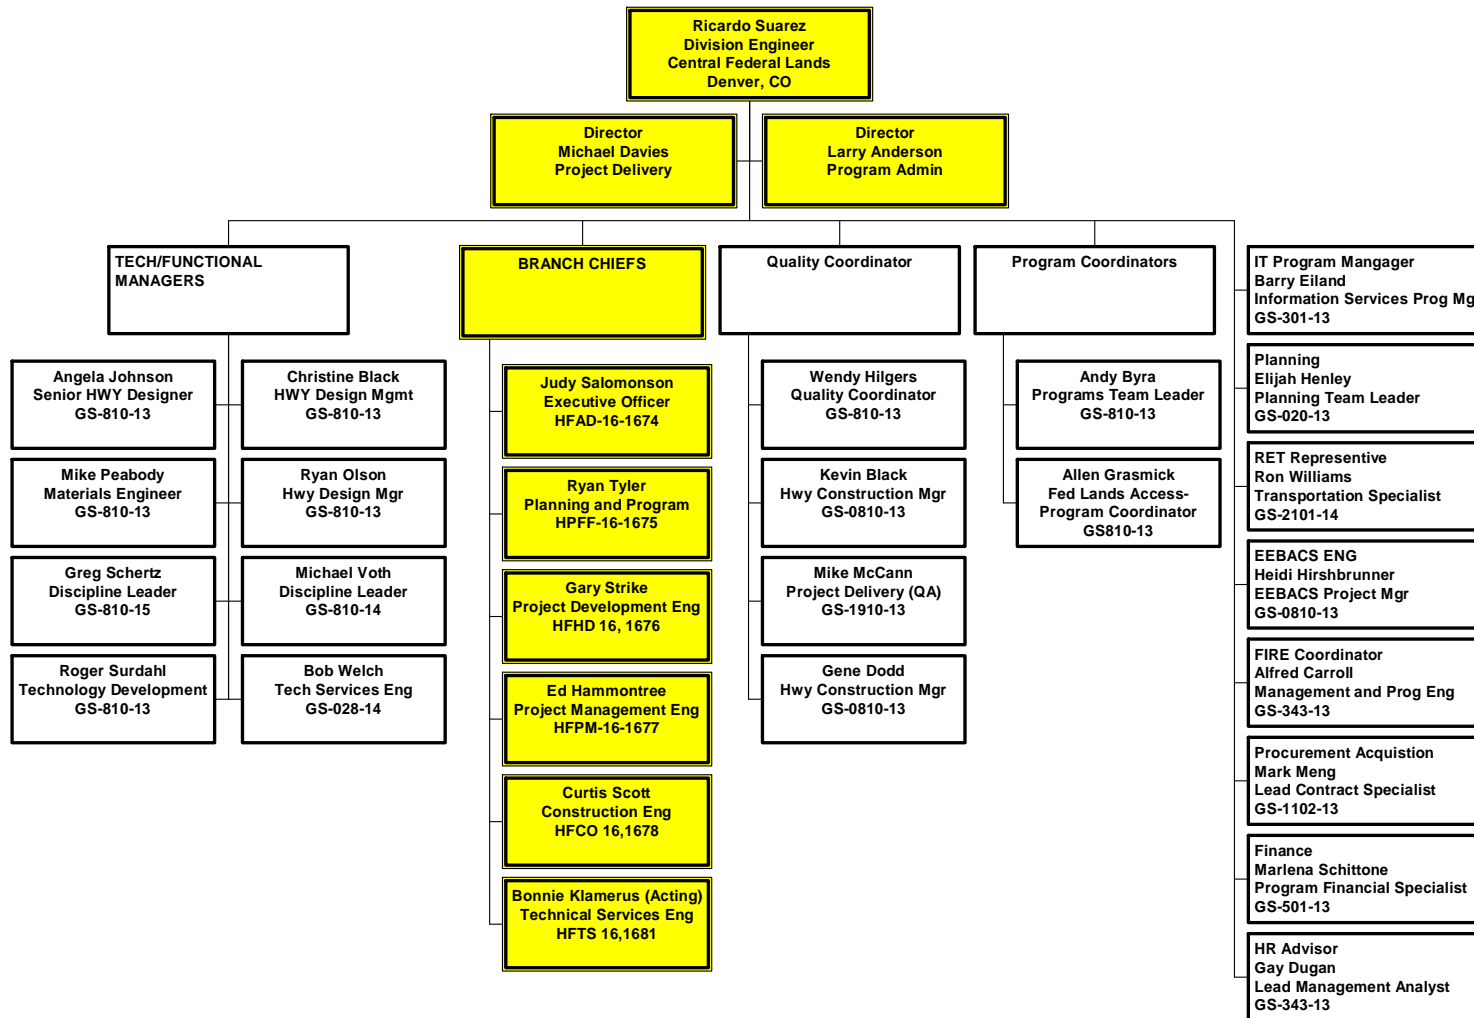 Ricardo Suarez
Division Engineer
Central Federal Lands
Denver, CO
Director
Michael Davies
Project Delivery
Director
Larry Anderson
Program Admin
TECH/FUNCTIONAL
MANAGERS
BRANCH CHIEFS
Quality Coordinator
Program Coordinators
Angela Johnson
Senior HWY Designer
GS-810-13
Christine Black
HWY Design Mgmt
GS-810-13
Mike Peabody
Materials Engineer
GS-810-13
Ryan Olson
Hwy Design Mgr
GS-810-13
Greg Schertz
Discipline Leader
GS-810-15
Michael Voth
Discipline Leader
GS-810-14
Roger Surdahl
Technology Development
GS-810-13
Bob Welch
Tech Services Eng
GS-028-14
Judy Salomonson
Executive Officer
HFAD-16-1674
Ryan Tyler
Planning and Program
HPFF-16-1675
Gary Strike
Project Development Eng
HFHD 16, 1676
Ed Hammontree
Project Management Eng
HFPM-16-1677
Curtis Scott
Construction Eng
HFCO 16,1678
Bonnie Klamerus (Acting)
Technical Services Eng
HFTS 16,1681
Wendy Hilgers
Quality Coordinator
GS-810-13
Kevin Black
Hwy Construction Mgr
GS-0810-13
Mike McCann
Project Delivery (QA)
GS-1910-13
Gene Dodd
Hwy Construction Mgr
GS-0810-13
Andy Byra
Programs Team Leader
GS-810-13
Allen Grasmick
Fed Lands Access-
Program Coordinator
GS810-13
IT Program Mangager
Barry Eiland
Information Services Prog Mg
GS-301-13
Planning
Elijah Henley
Planning Team Leader
GS-020-13
RET Representive
Ron Williams
Transportation Specialist
GS-2101-14
EEBACS ENG
Heidi Hirshbrunner
EEBACS Project Mgr
GS-0810-13
FIRE Coordinator
Alfred Carroll
Management and Prog Eng
GS-343-13
Procurement Acquistion
Mark Meng
Lead Contract Specialist
GS-1102-13
Finance
Marlena Schittone
Program Financial Specialist
GS-501-13
HR Advisor
Gay Dugan
Lead Management Analyst
GS-343-13